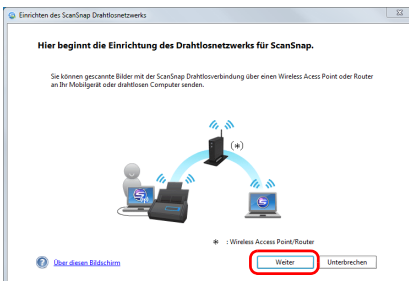 Einrichten des ScanSnap Drahtlosnetzwerks
Hier beginnt die Einrichtung des Drahtlosnetzwerks für ScanSnap.
Sie können gescannte Bilder mit der ScanSnap Drahtlosverbindung über einen Wireless Acess Point oder Router
an Ihr Mobilgerät oder drahtlosen Computer senden.
(*)
* : Wireless Access Point/Router
Über diesen Bildschirm
Weiter
Unterbrechen